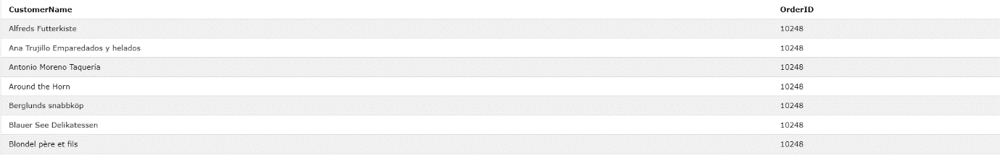 CustomerName OrderID
Alfreds Futterkiste 10248
Ana Trujillo Emparedados y helados 10248
Antonio Moreno Taquería 10248
Around the Horn 10248
Berglunds snabbköp 10248
Blauer See Delikatessen 10248
Blondel père et fils 10248